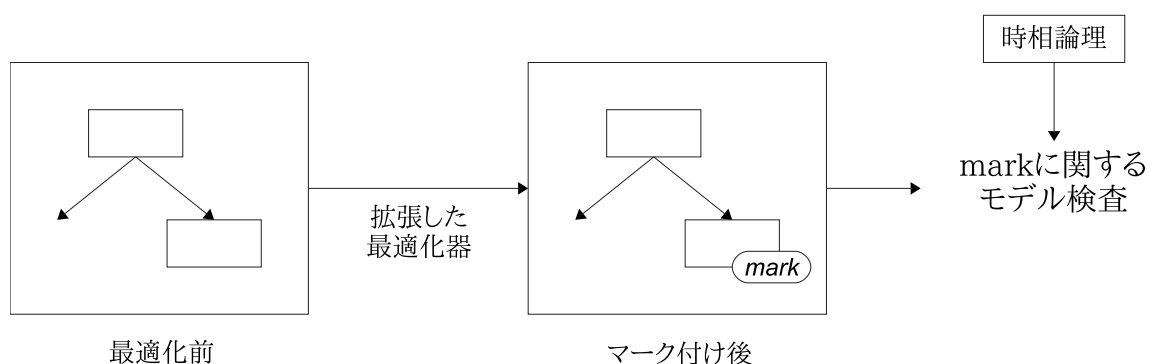 時相論理
markに関する
モデル検査
拡張した
最適化器
mark
最適化前
マーク付け後